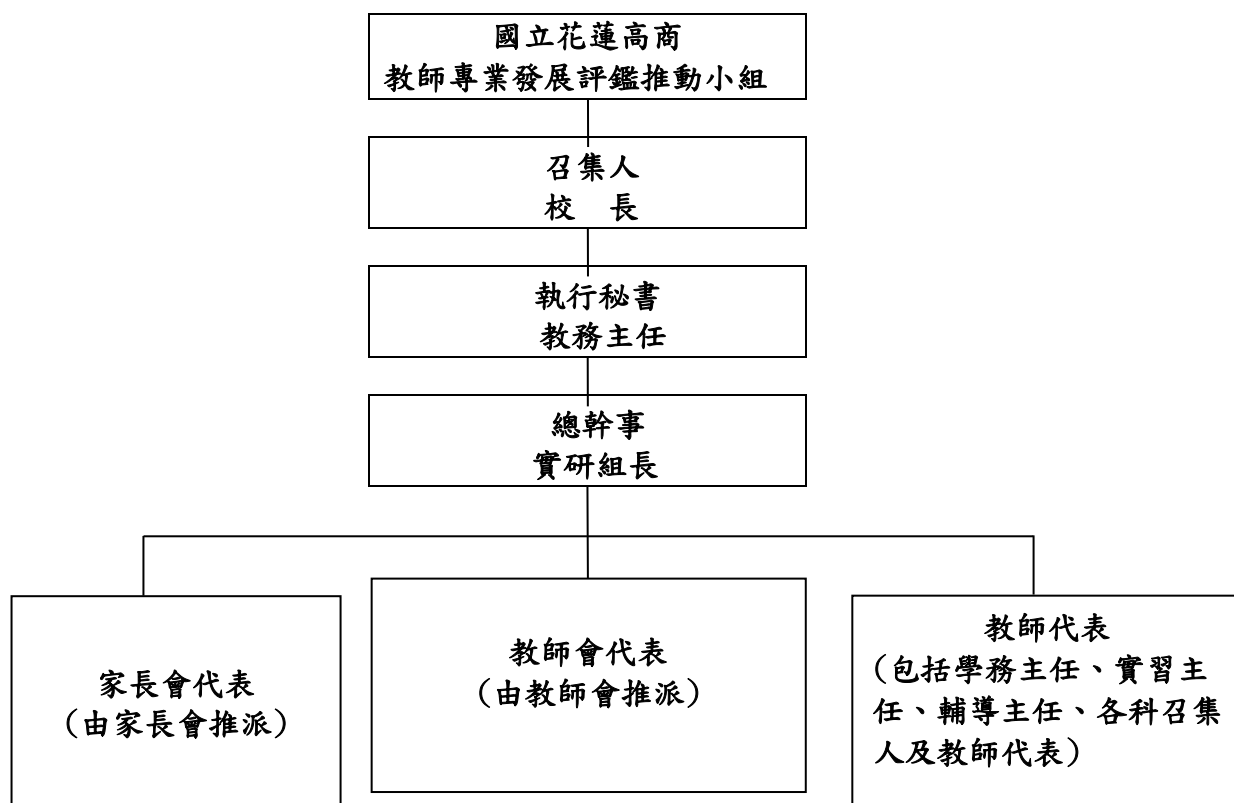 國立花蓮高商
教師專業發展評鑑推動小組
召集人
校　長
執行秘書
教務主任
總幹事
實研組長
家長會代表
（由家長會推派）
教師會代表
（由教師會推派）
教師代表
（包括學務主任、實習主
任、輔導主任、各科召集
人及教師代表）